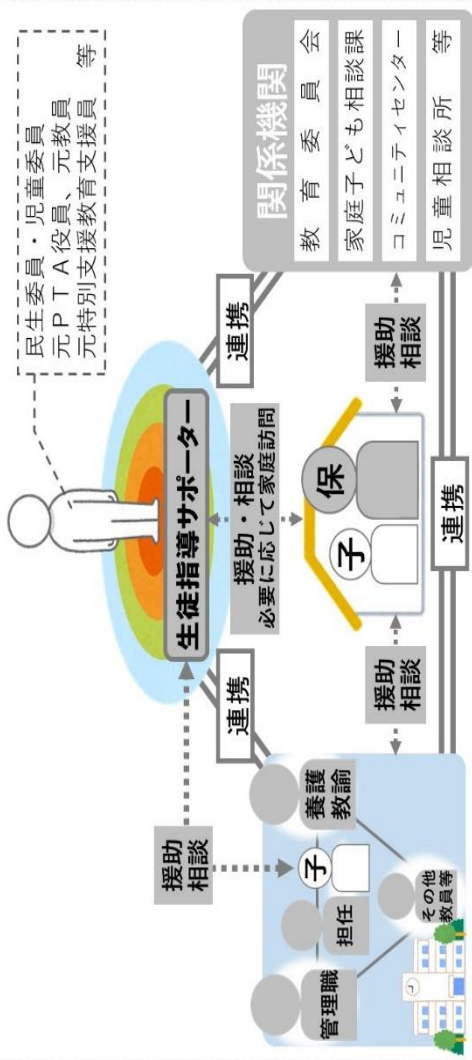 民生委員・児童委員
元ＰＴＡ役員、元教員
元特別支援教育支援員　等
生徒指導サポーター
援助
相談
連携
連携
援助・相談
必要に応じて家庭訪問
管理職
担任
子
養護
教諭
その他
教員等
援助
相談
子
保
援助
相談
連携
関係機関
教育委員会
家庭子ども相談課
コミュニティセンター
児童相談所　等